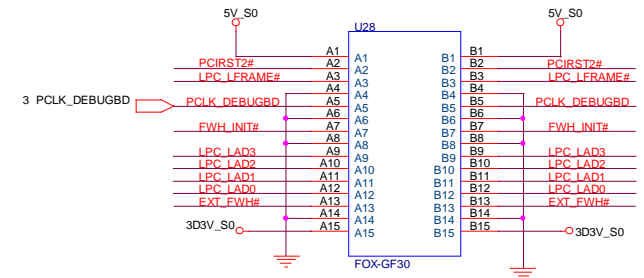 5V_S0 5V_S0
U28
A1 A1 B1 B1
PCIRST2# A2 A2 B2 B2 PCIRST2#
LPC_LFRAME# A3 A3 B3 B3 LPC_LFRAME#
A4 A4 B4 B4
3 PCLK_DEBUGBD PCLK_DEBUGBD A5 A5 B5 B5 PCLK_DEBUGBD
A6 A6 B6 B6
FWH_INIT# A7 A7 B7 B7 FWH_INIT#
A8 A8 B8 B8
LPC_LAD3 A9 A9 B9 B9 LPC_LAD3
LPC_LAD2 A10 A10 B10 B10 LPC_LAD2
LPC_LAD1 A11 A11 B11 B11 LPC_LAD1
LPC_LAD0 A12 A12 B12 B12 LPC_LAD0
EXT_FWH# A13 A13 B13 B13 EXT_FWH#
A14 A14 B14 B14
3D3V_S0 A15 A15 B15 B15 3D3V_S0
FOX-GF30